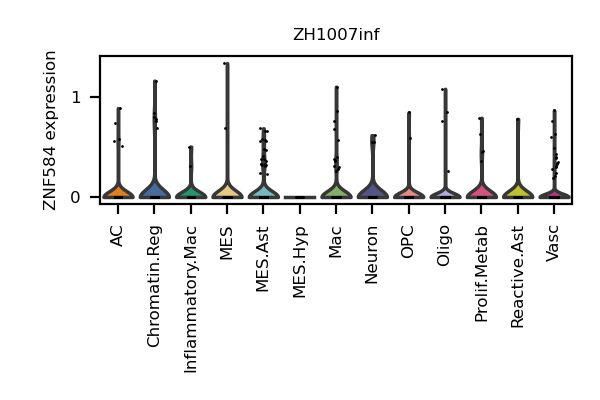 ZH1007inf
ZNF584 expression
1
0
AC
Chromatin.Reg
Inflammatory.Mac
MES
MES.Ast
MES.Hyp
Mac
Neuron
OPC
Oligo
Prolif.Metab
Reactive.Ast
Vasc